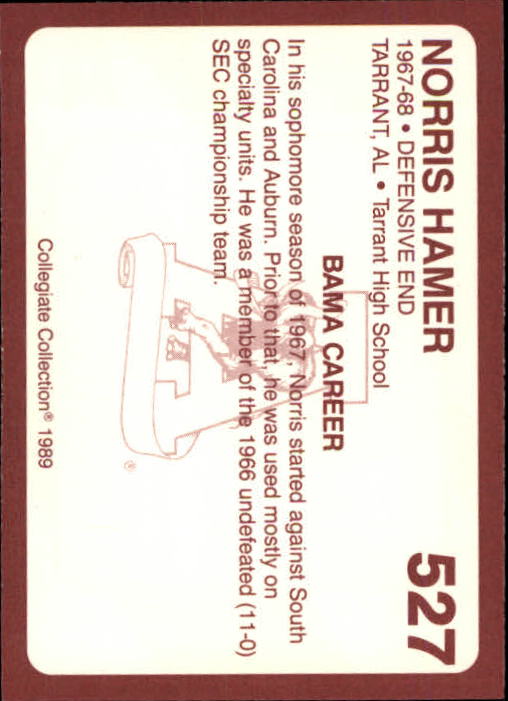 NORRIS HAMER 527
1967-68 • DEFENSIVE END
TARRANT, AL • Tarrant High School
BAMA CAREER
In his sophomore season of 1967, Norris started against South
Carolina and Auburn. Prior to that, he was used mostly on
specialty units. He was a member of the 1966 undefeated (11-0)
SEC championship team.
®
Collegiate Collection® 1989